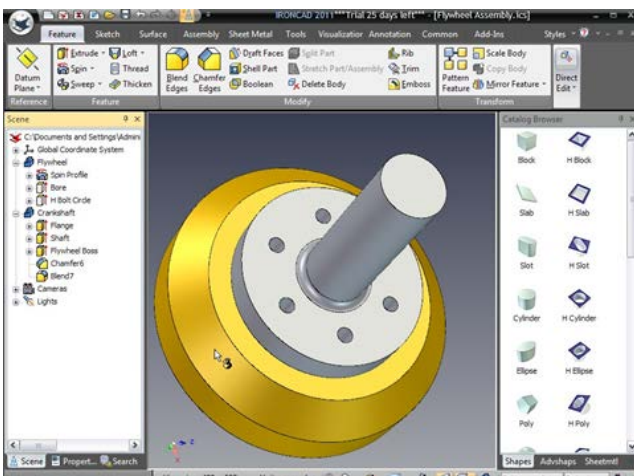 IRONCAD 2011***Trial 25 days left*** - [Flywheel Assembly.ics]
Feature Sketch Surface Assembly Sheet Metal Tools Visualization Annotation Common Add-Ins Styles
Datum Plane
Extrude Loft
Spin Thread
Sweep Thicken
Blend Edges
Chamfer Edges
Draft Faces Split Part Rib
Shell Part Stretch Part/Assembly Trim
Boolean Delete Body Emboss
Pattern Feature
Scale Body
Copy Body
Mirror Feature
Direct Edit
Reference Feature Modify Transform
Scene
C:\Documents and Settings\Admini
Global Coordinate System
Flywheel
Spin Profile
Bore
H Bolt Circle
Crankshaft
Flange
Shaft
Flywheel Boss
Chamfer6
Blend7
Cameras
Lights
Scene Propert... Search
Catalog Browser
Block H Block
Slab H Slab
Slot H Slot
Cylinder H Cylinder
Ellipse H Ellipse
Poly H Poly
Shapes Advshaps Sheetmtl